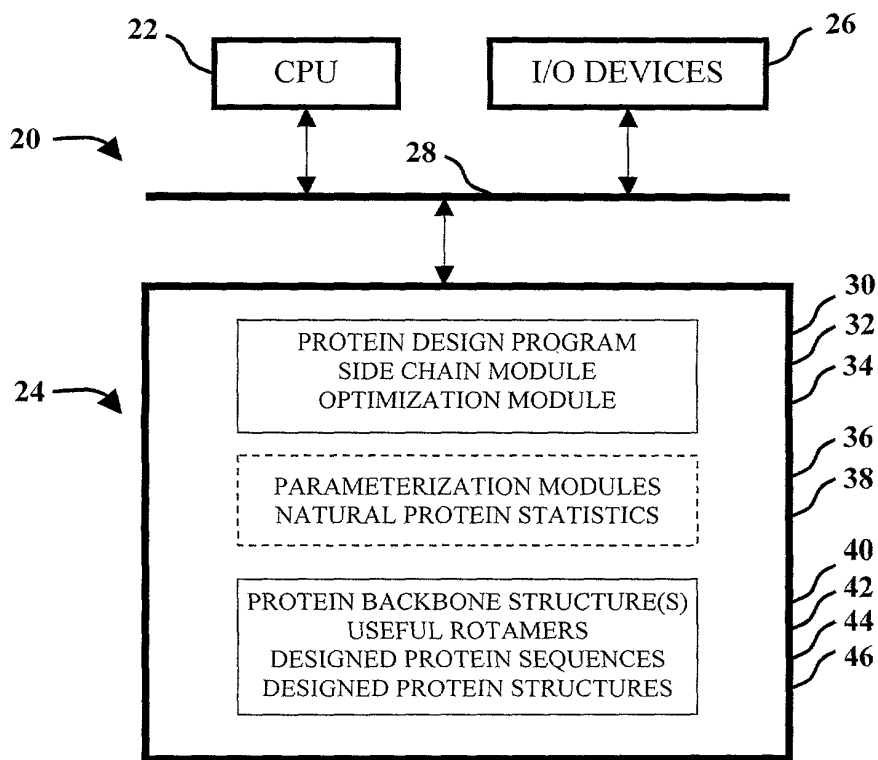 22
CPU
26
I/O DEVICES
20
28
30
PROTEIN DESIGN PROGRAM
32
SIDE CHAIN MODULE
34
OPTIMIZATION MODULE
24
36
PARAMETERIZATION MODULES
38
NATURAL PROTEIN STATISTICS
40
PROTEIN BACKBONE STRUCTURE(S)
42
USEFUL ROTAMERS
44
DESIGNED PROTEIN SEQUENCES
46
DESIGNED PROTEIN STRUCTURES